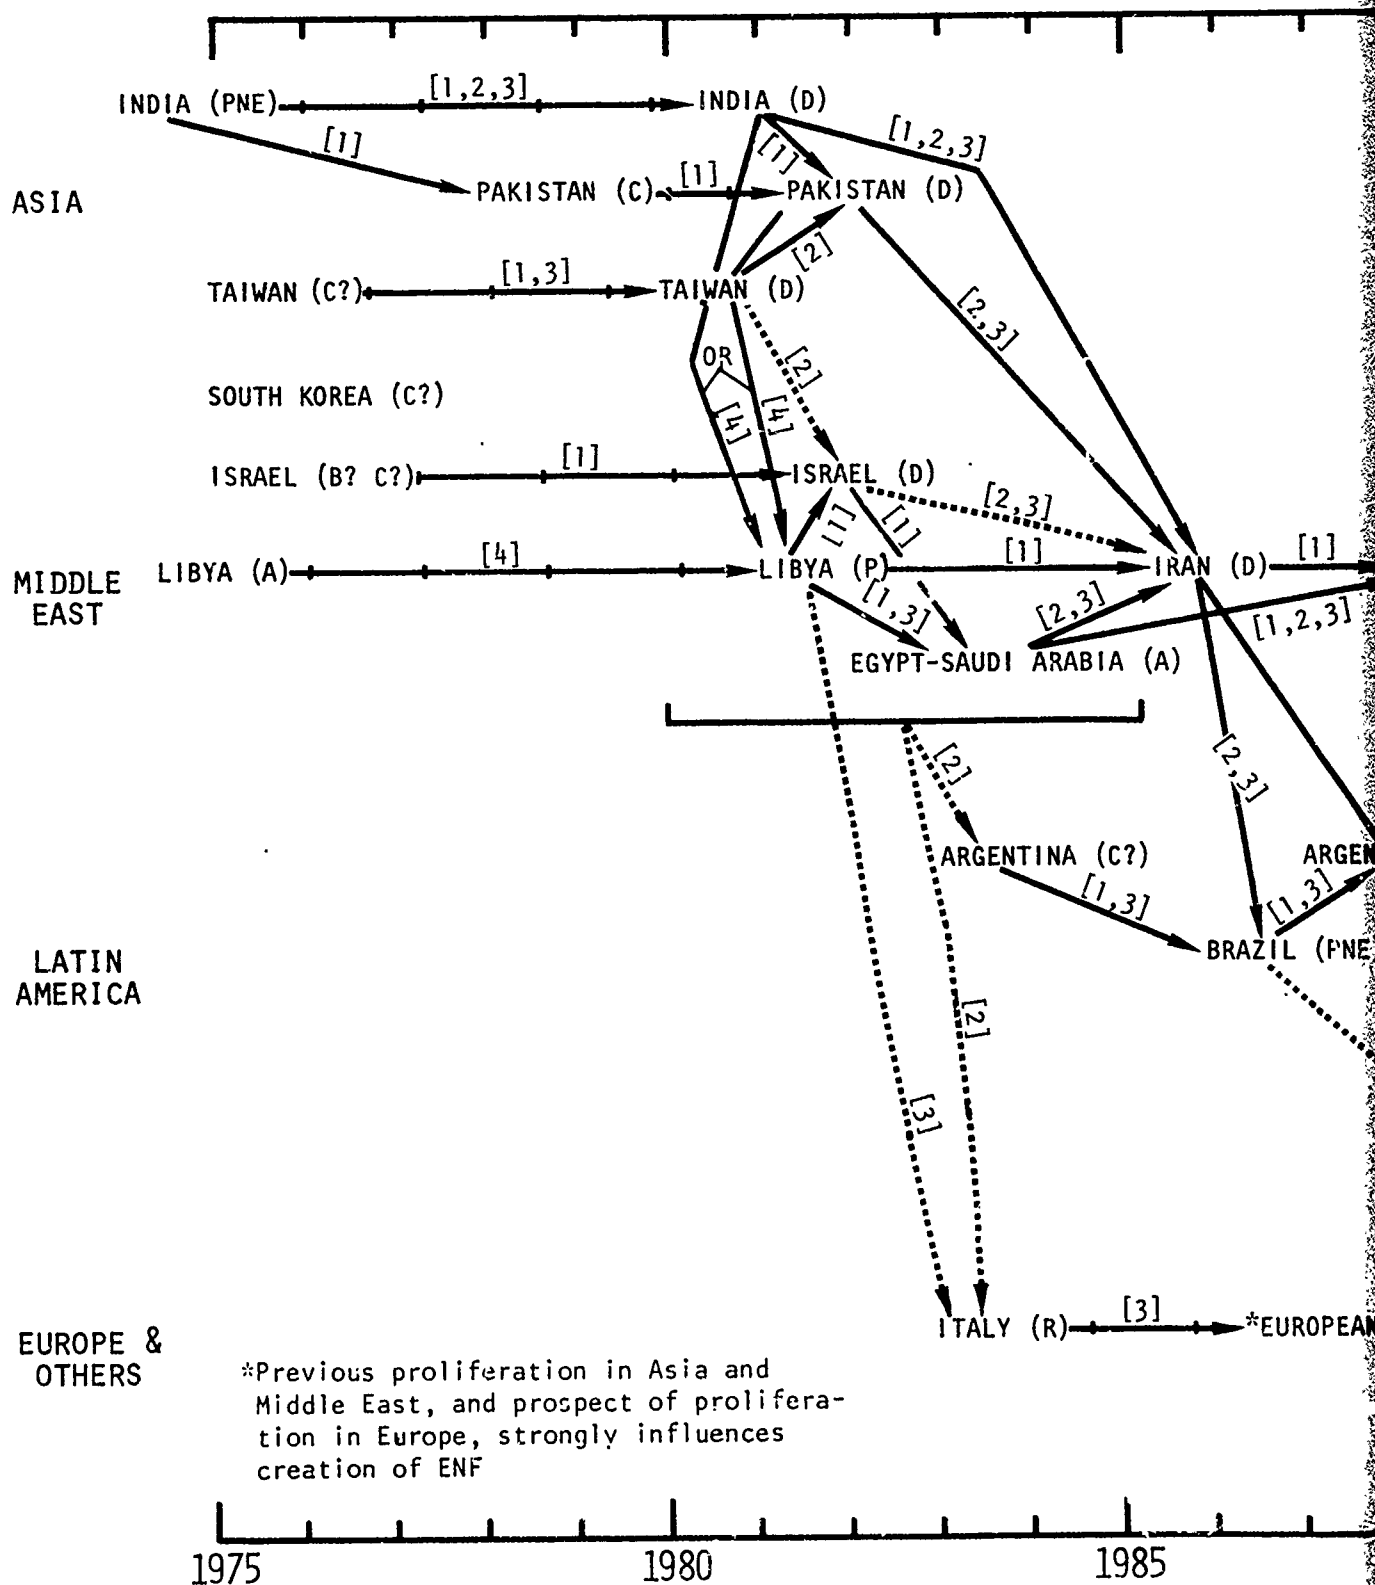 [1,2,3]
INDIA (PNE)
INDIA (D)
[1]
[1]
[1,2,3]
ASIA
PAKISTAN (C)
[1]
PAKISTAN (D)
[2]
TAIWAN (C?)
[1,3]
TAIWAN (D)
[2,3]
OR
[2]
SOUTH KOREA (C?)
[4]
[4]
ISRAEL (B? C?)
[1]
ISRAEL (D)
[2,3]
[1]
[1]
MIDDLE
EAST
LIBYA (A)
[4]
LIBYA (P)
[1]
IRAN (D)
[1]
[1,3]
[2,3]
[1,2,3]
EGYPT-SAUDI ARABIA (A)
[2]
[2,3]
ARGENTINA (C?)
ARGEN
[1,3]
[1,3]
LATIN
AMERICA
BRAZIL (PNE
[2]
[3]
EUROPE &
OTHERS
ITALY (R)
[3]
*EUROPEAN
*Previous proliferation in Asia and
Middle East, and prospect of prolifera-
tion in Europe, strongly influences
creation of ENF
1975
1980
1985